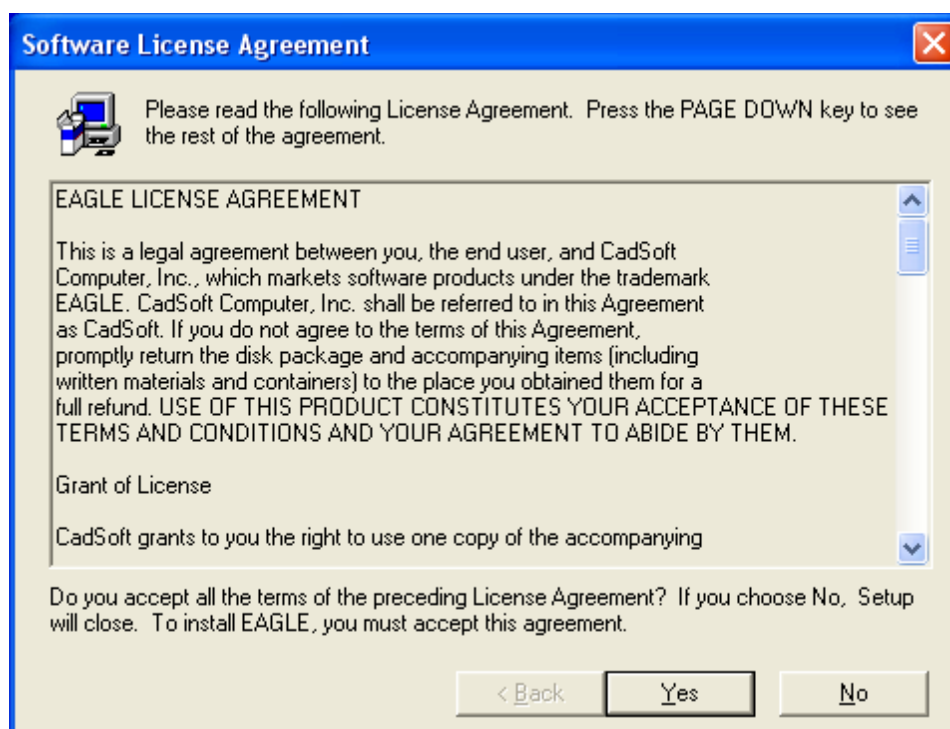 Software License Agreement
Please read the following License Agreement. Press the PAGE DOWN key to see
the rest of the agreement.
EAGLE LICENSE AGREEMENT
This is a legal agreement between you, the end user, and CadSoft
Computer, Inc., which markets software products under the trademark
EAGLE. CadSoft Computer, Inc. shall be referred to in this Agreement
as CadSoft. If you do not agree to the terms of this Agreement,
promptly return the disk package and accompanying items (including
written materials and containers) to the place you obtained them for a
full refund. USE OF THIS PRODUCT CONSTITUTES YOUR ACCEPTANCE OF THESE
TERMS AND CONDITIONS AND YOUR AGREEMENT TO ABIDE BY THEM.
Grant of License
CadSoft grants to you the right to use one copy of the accompanying
Do you accept all the terms of the preceding License Agreement? If you choose No, Setup
will close. To install EAGLE, you must accept this agreement.
< Back Yes No